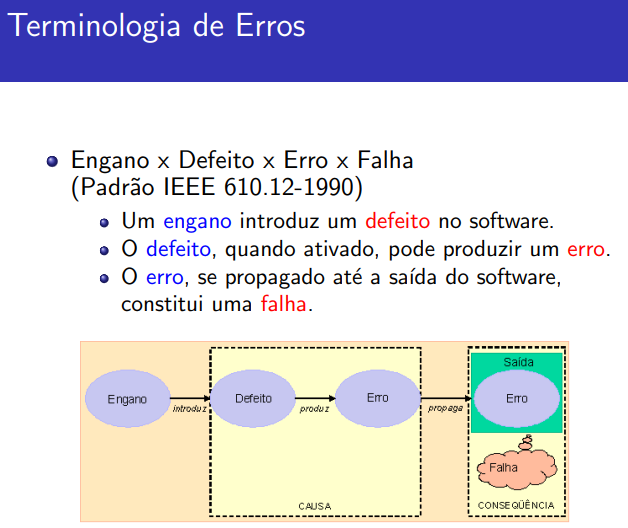 Terminologia de Erros
Engano x Defeito x Erro x Falha
(Padrão IEEE 610.12-1990)
Um engano introduz um defeito no software.
O defeito, quando ativado, pode produzir um erro.
O erro, se propagado até a saída do software,
constitui uma falha.
Saída
Engano
introduz
Defeito
produz
Erro
propaga
Erro
Falha
CAUSA
CONSEQÜÊNCIA